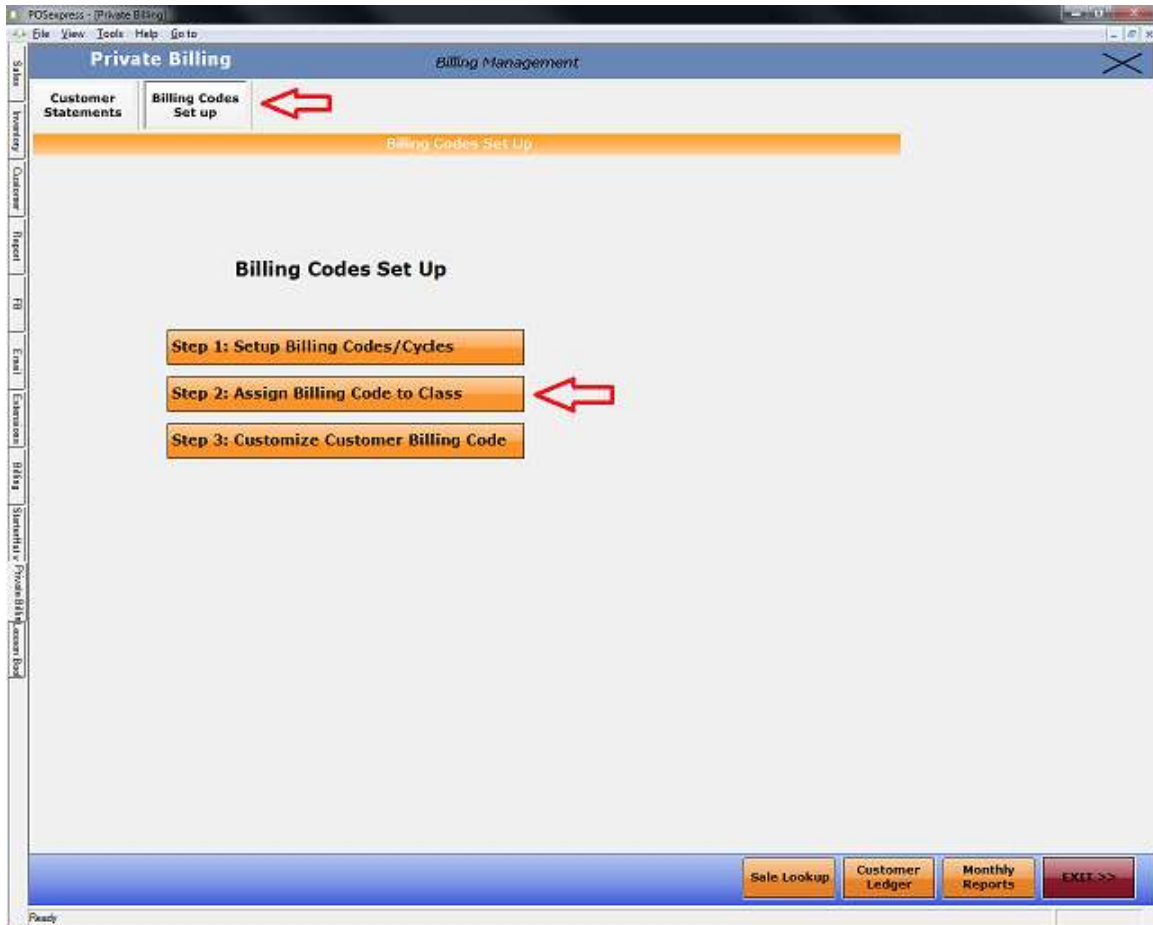 POSexpress - [Private Billing]
File View Tools Help Go to
Private Billing
Billing Management
Customer
Statements
Billing Codes
Set up
Billing Codes Set Up
Billing Codes Set Up
Step 1: Setup Billing Codes/Cycles
Step 2: Assign Billing Code to Class
Step 3: Customize Customer Billing Code
Sales
Inventory
Customer
Report
FB
Email
Extensions
Billing
Private Billin
Sale Lookup
Customer
Ledger
Monthly
Reports
EXIT >>
Ready